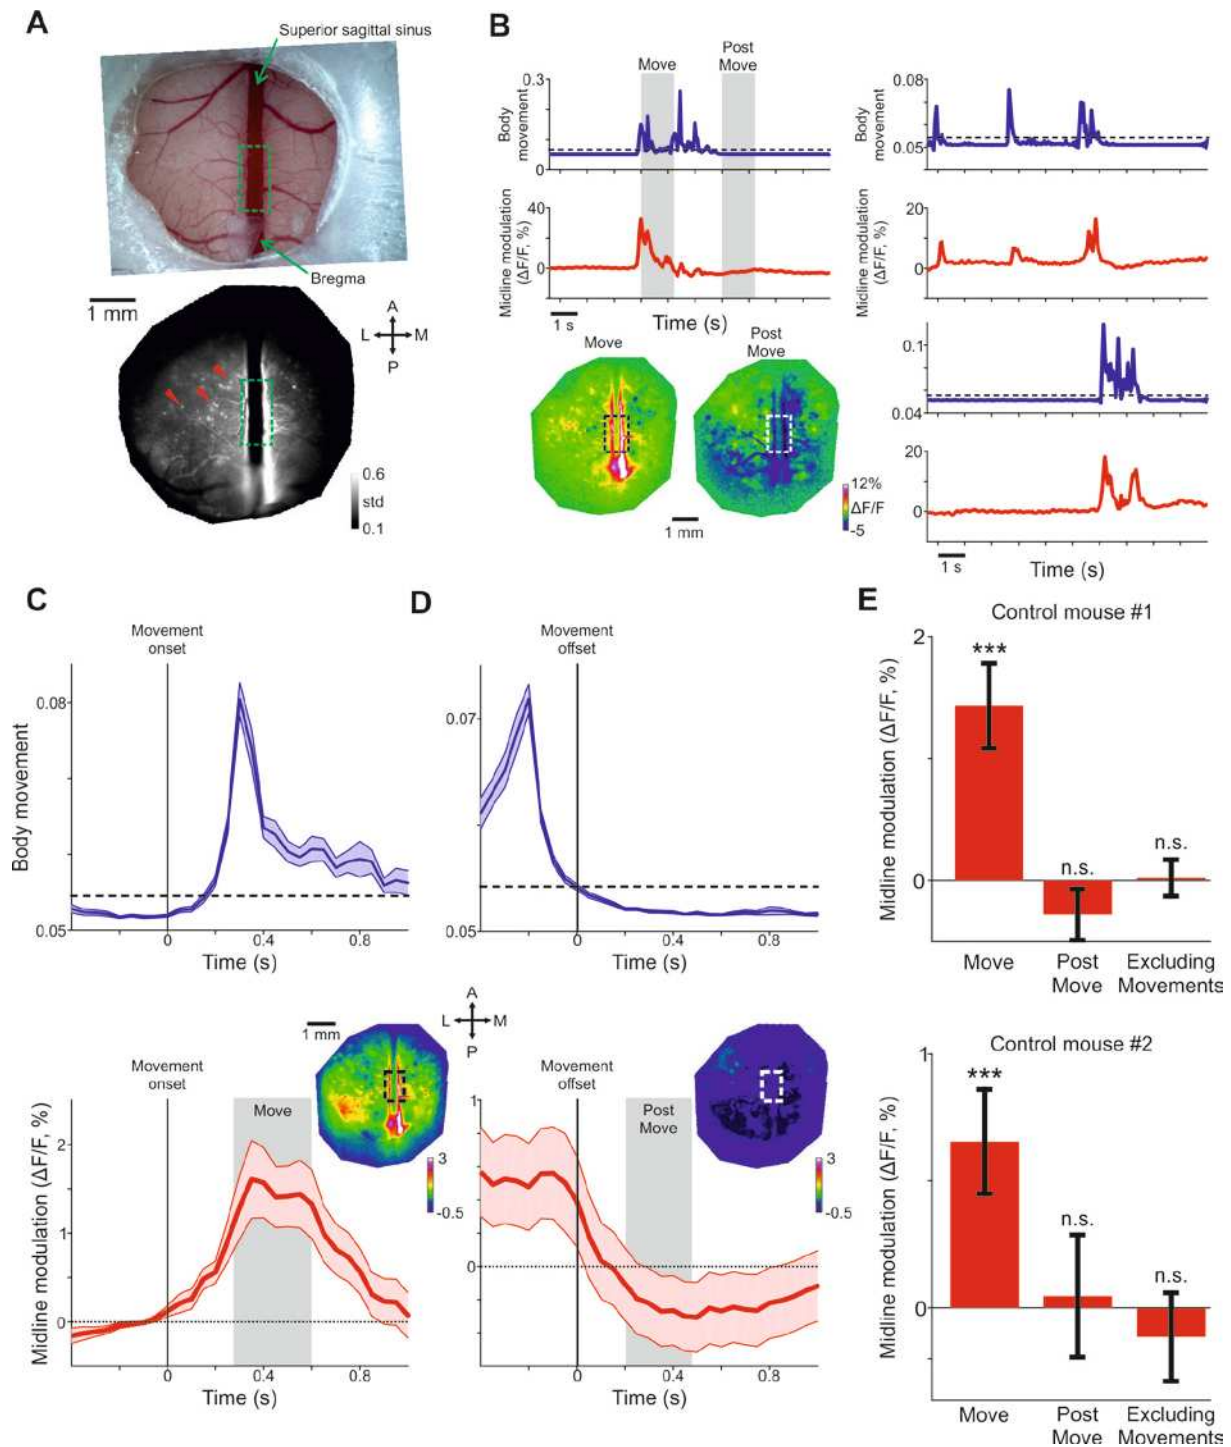 A
Superior sagittal sinus
Bregma
1 mm
A
L
M
P
0.6
std
0.1
B
Move
Post
Move
0.3
Body
movement
0
40
Midline modulation
(ΔF/F, %)
0
1 s
Time (s)
Move
Post
Move
12%
ΔF/F
-5
1 mm
0.08
Body
movement
0.05
20
Midline modulation
(ΔF/F, %)
0
0.1
0.04
20
0
1 s
Time (s)
C
Movement
onset
0.08
Body movement
0.05
0
0.4
0.8
Time (s)
D
Movement
offset
0.07
0.05
0
0.4
0.8
Time (s)
A
L
M
P
1 mm
Movement
onset
Move
3
-0.5
2
1
0
Midline modulation (ΔF/F, %)
0
0.4
0.8
Time (s)
Movement
offset
Post
Move
3
-0.5
1
0
0
0.4
0.8
Time (s)
E
Control mouse #1
2
***
n.s.
n.s.
0
Midline modulation (ΔF/F, %)
Move
Post
Move
Excluding
Movements
Control mouse #2
1
***
n.s.
n.s.
0
Midline modulation (ΔF/F, %)
Move
Post
Move
Excluding
Movements